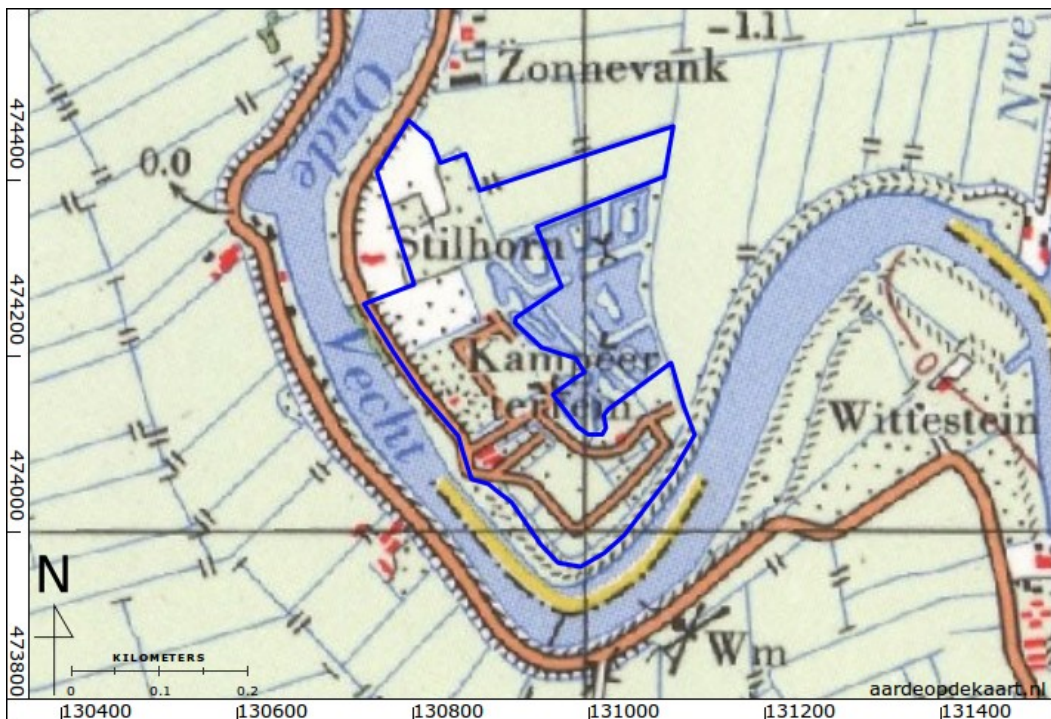 -1.1
Zonnevank
Nwe
Oude
0.0
Stilhorn
Vecht
Kampeer
terrein
Wittestein
Wm
N
KILOMETERS
0 0.1 0.2
aardeopdekaart.nl
474400
474200
474000
473800
130400 130600 130800 131000 131200 131400